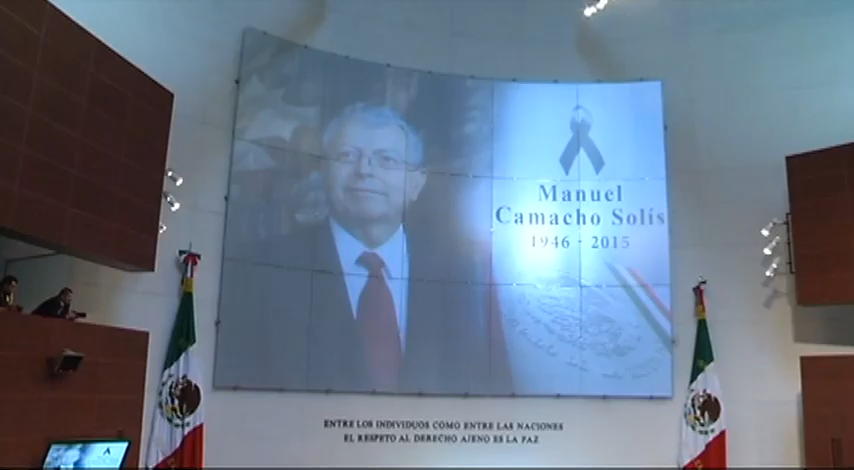 Manuel
Camacho Solís
1946 - 2015
ENTRE LOS INDIVIDUOS COMO ENTRE LAS NACIONES
EL RESPETO AL DERECHO AJENO ES LA PAZ